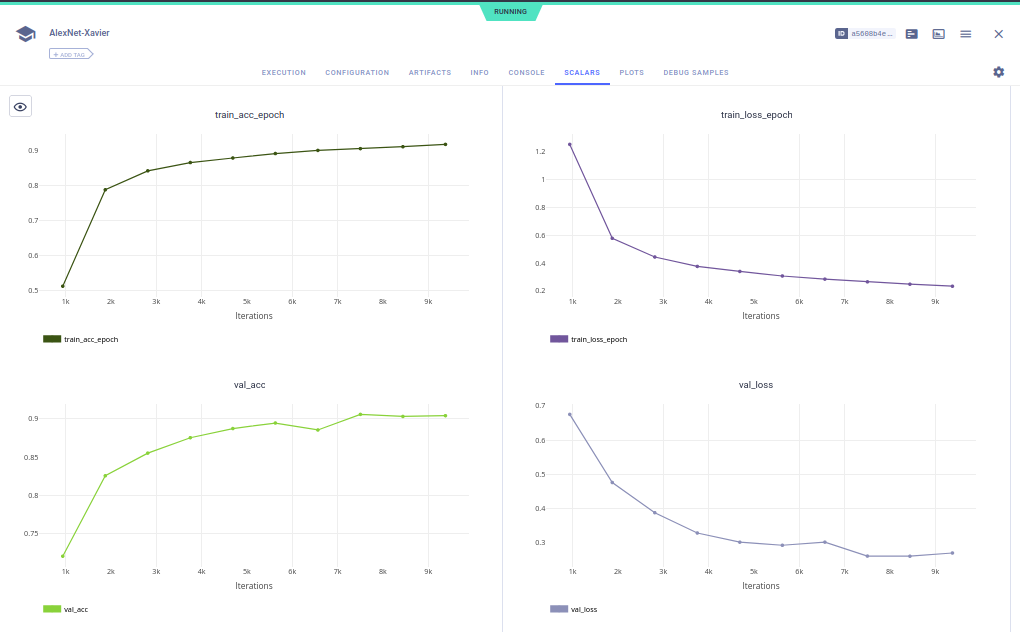 RUNNING
AlexNet-Xavier
ID a5608b4e...
+ ADD TAG
EXECUTION CONFIGURATION ARTIFACTS INFO CONSOLE SCALARS PLOTS DEBUG SAMPLES
train_acc_epoch
0.9
0.8
0.7
0.6
0.5
1k 2k 3k 4k 5k 6k 7k 8k 9k
Iterations
train_acc_epoch
train_loss_epoch
1.2
1
0.8
0.6
0.4
0.2
1k 2k 3k 4k 5k 6k 7k 8k 9k
Iterations
train_loss_epoch
val_acc
0.9
0.85
0.8
0.75
1k 2k 3k 4k 5k 6k 7k 8k 9k
Iterations
val_acc
val_loss
0.7
0.6
0.5
0.4
0.3
1k 2k 3k 4k 5k 6k 7k 8k 9k
Iterations
val_loss